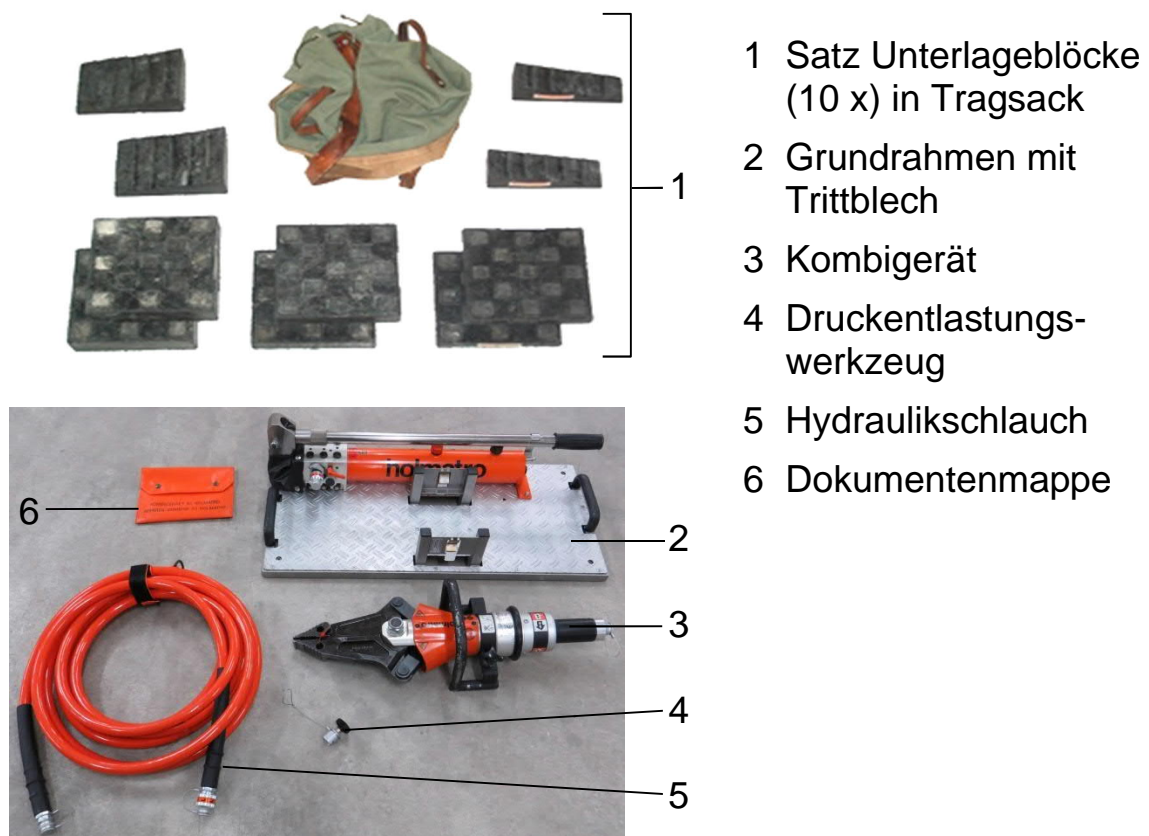 1 Satz Unterlageblöcke
(10 x) in Tragsack
2 Grundrahmen mit
Trittblech
3 Kombigerät
4 Druckentlastungs-
werkzeug
5 Hydraulikschlauch
6 Dokumentenmappe
1
holmatro
6
2
3
4
5